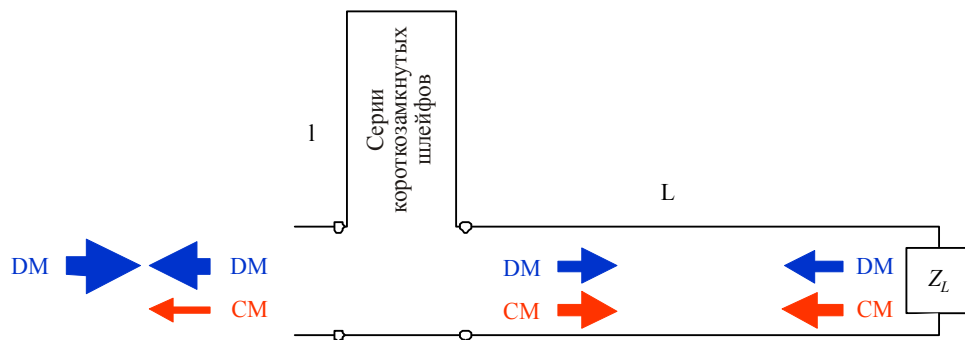 Серии
короткозамкнутых
шлейфов
l
L
DM
DM
DM
DM
CM
CM
CM
Z_L